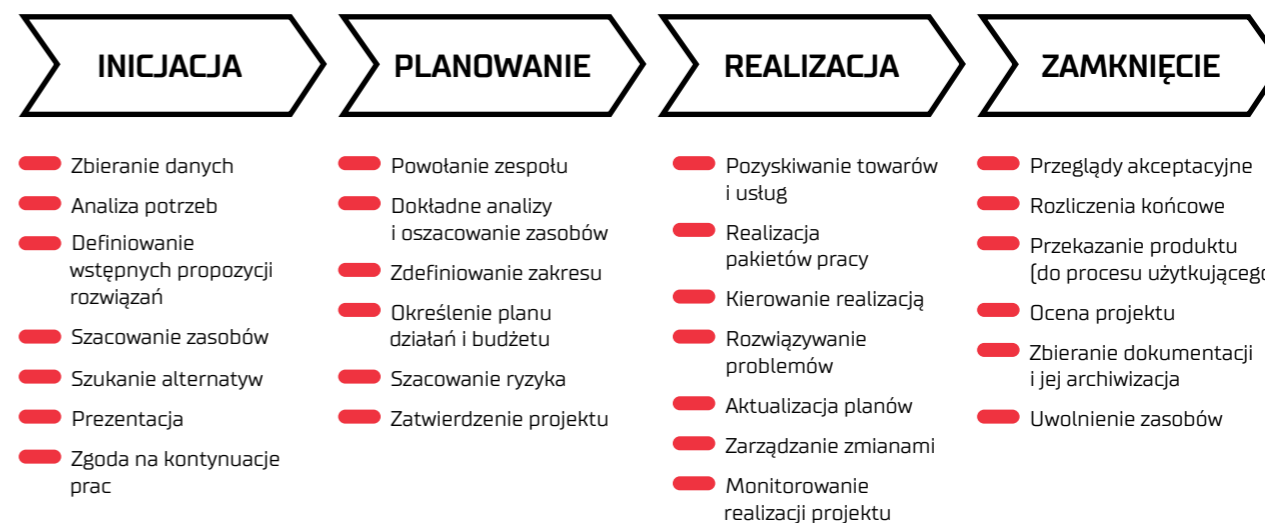 INICJACJA
Zbieranie danych
Analiza potrzeb
Definiowanie
wstępnych propozycji
rozwiązań
Szacowanie zasobów
Szukanie alternatyw
Prezentacja
Zgoda na kontynuacje
prac
PLANOWANIE
Powołanie zespołu
Dokładne analizy
i oszacowanie zasobów
Zdefiniowanie zakresu
Określenie planu
działań i budżetu
Szacowanie ryzyka
Zatwierdzenie projektu
REALIZACJA
Pozyskiwanie towarów
i usług
Realizacja
pakietów pracy
Kierowanie realizacją
Rozwiązywanie
problemów
Aktualizacja planów
Zarządzanie zmianami
Monitorowanie
realizacji projektu
ZAMKNIĘCIE
Przeglądy akceptacyjne
Rozliczenia końcowe
Przekazanie produktu
(do procesu użytkującego
Ocena projektu
Zbieranie dokumentacji
i jej archiwizacja
Uwolnienie zasobów